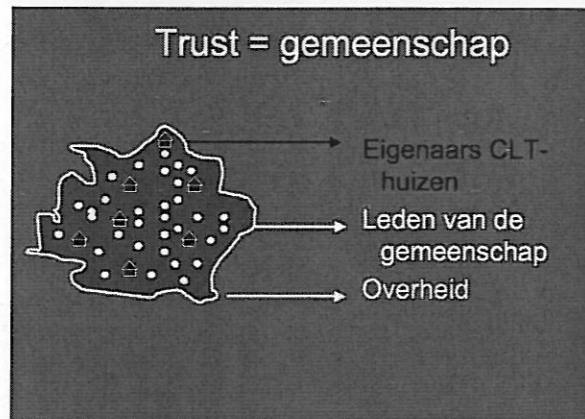 Trust = gemeenschap
Eigenaars CLT-
huizen
Leden van de
gemeenschap
Overheid